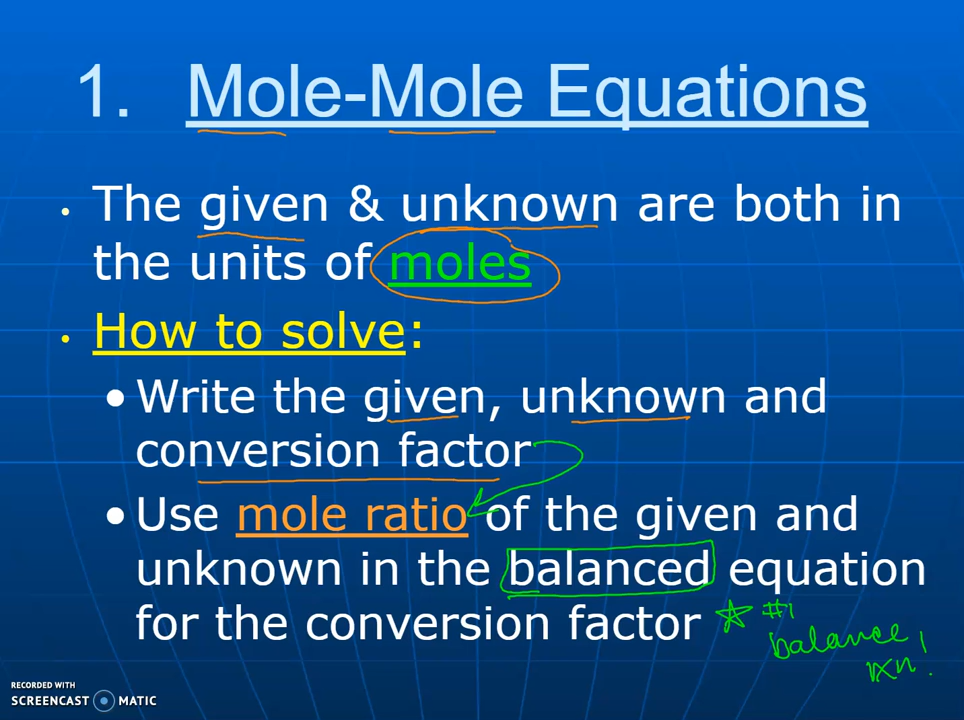 1. Mole-Mole Equations
• The given & unknown are both in
the units of moles
• How to solve:
• Write the given, unknown and
conversion factor
• Use mole ratio of the given and
unknown in the balanced equation
for the conversion factor
#1
balance
rxn.
RECORDED WITH
SCREENCAST MATIC